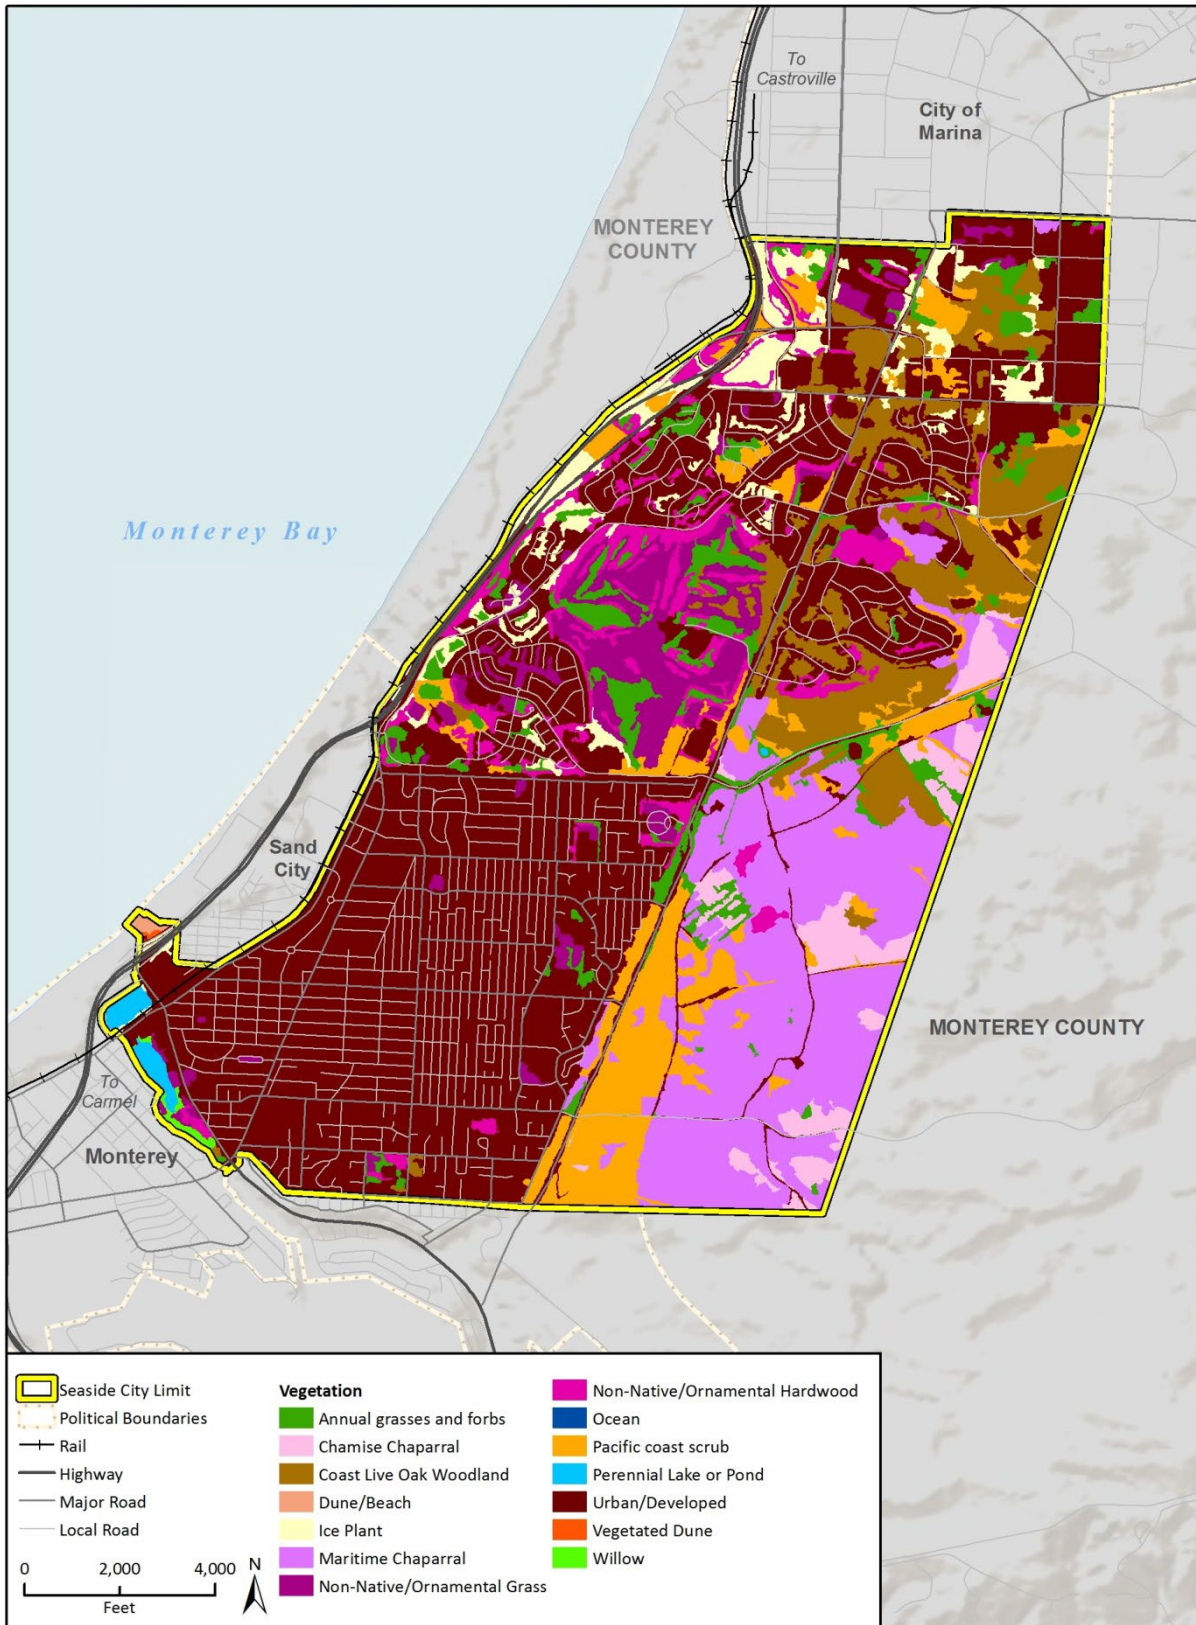 To
Castroville
City of
Marina
MONTEREY
COUNTY
Monterey Bay
Sand
City
MONTEREY COUNTY
To
Carmel
Monterey
Seaside City Limit
Political Boundaries
Rail
Highway
Major Road
Local Road
0 2,000 4,000
Feet
N
Vegetation
Annual grasses and forbs
Chamise Chaparral
Coast Live Oak Woodland
Dune/Beach
Ice Plant
Maritime Chaparral
Non-Native/Ornamental Grass
Non-Native/Ornamental Hardwood
Ocean
Pacific coast scrub
Perennial Lake or Pond
Urban/Developed
Vegetated Dune
Willow